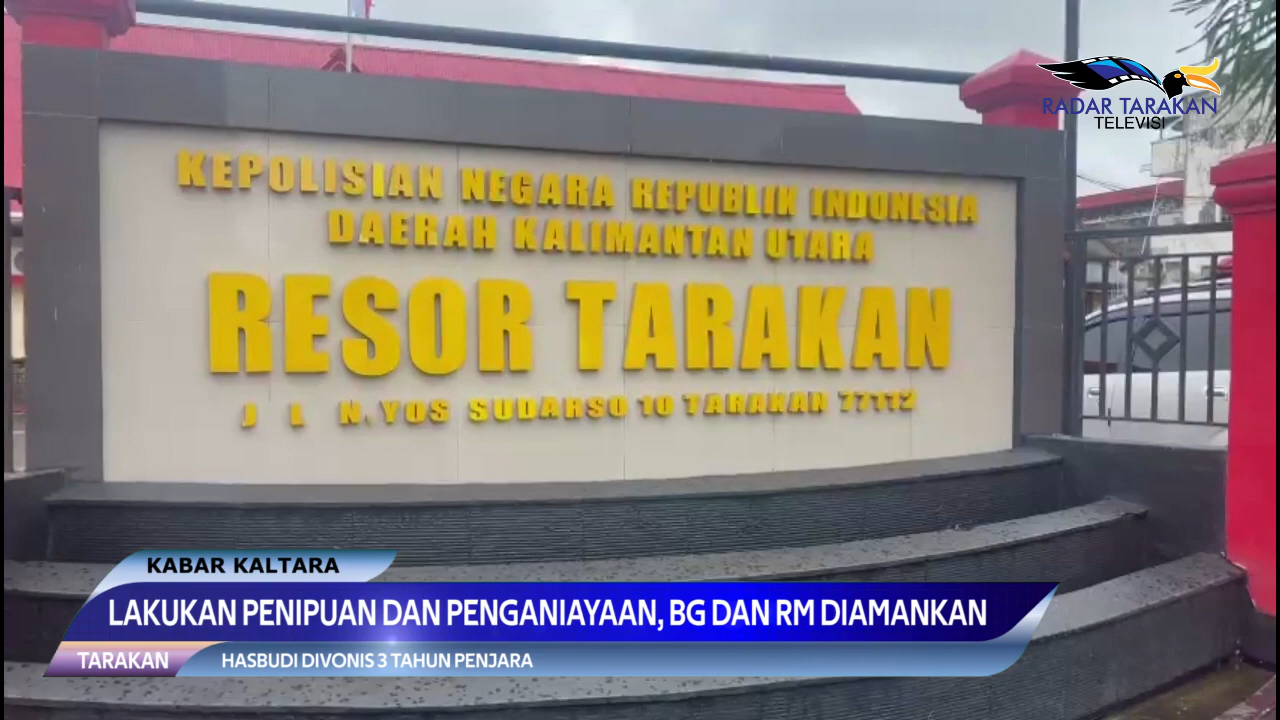 RADAR TARAKAN
TELEVISI
KEPOLISIAN NEGARA REPUBLIK INDONESIA
DAERAH KALIMANTAN UTARA
RESOR TARAKAN
J L N. YOS SUDARSO 10 TARAKAN 77112
KABAR KALTARA
LAKUKAN PENIPUAN DAN PENGANIAYAAN, BG DAN RM DIAMANKAN
TARAKAN
HASBUDI DIVONIS 3 TAHUN PENJARA